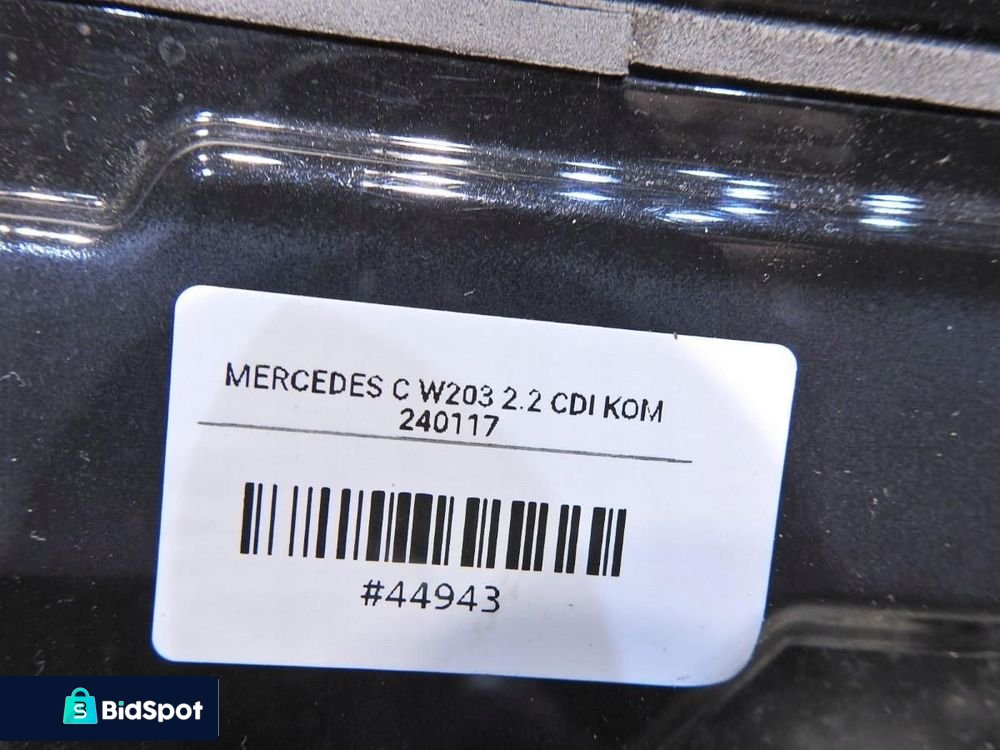 MERCEDES C W203 2.2 CDI KOM
240117
#44943
BidSpot